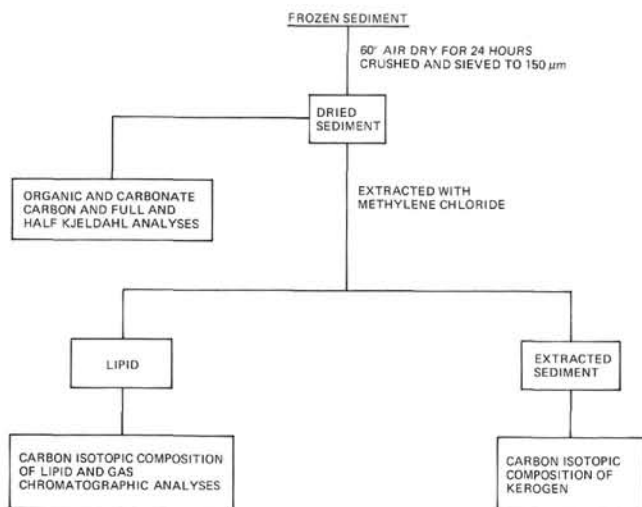 FROZEN SEDIMENT
60° AIR DRY FOR 24 HOURS
CRUSHED AND SIEVED TO 150 μm
DRIED
SEDIMENT
ORGANIC AND CARBONATE
CARBON AND FULL AND
HALF KJELDAHL ANALYSES
EXTRACTED WITH
METHYLENE CHLORIDE
LIPID
EXTRACTED
SEDIMENT
CARBON ISOTOPIC COMPOSITION
OF LIPID AND GAS
CHROMATOGRAPHIC ANALYSES
CARBON ISOTOPIC
COMPOSITION OF
KEROGEN